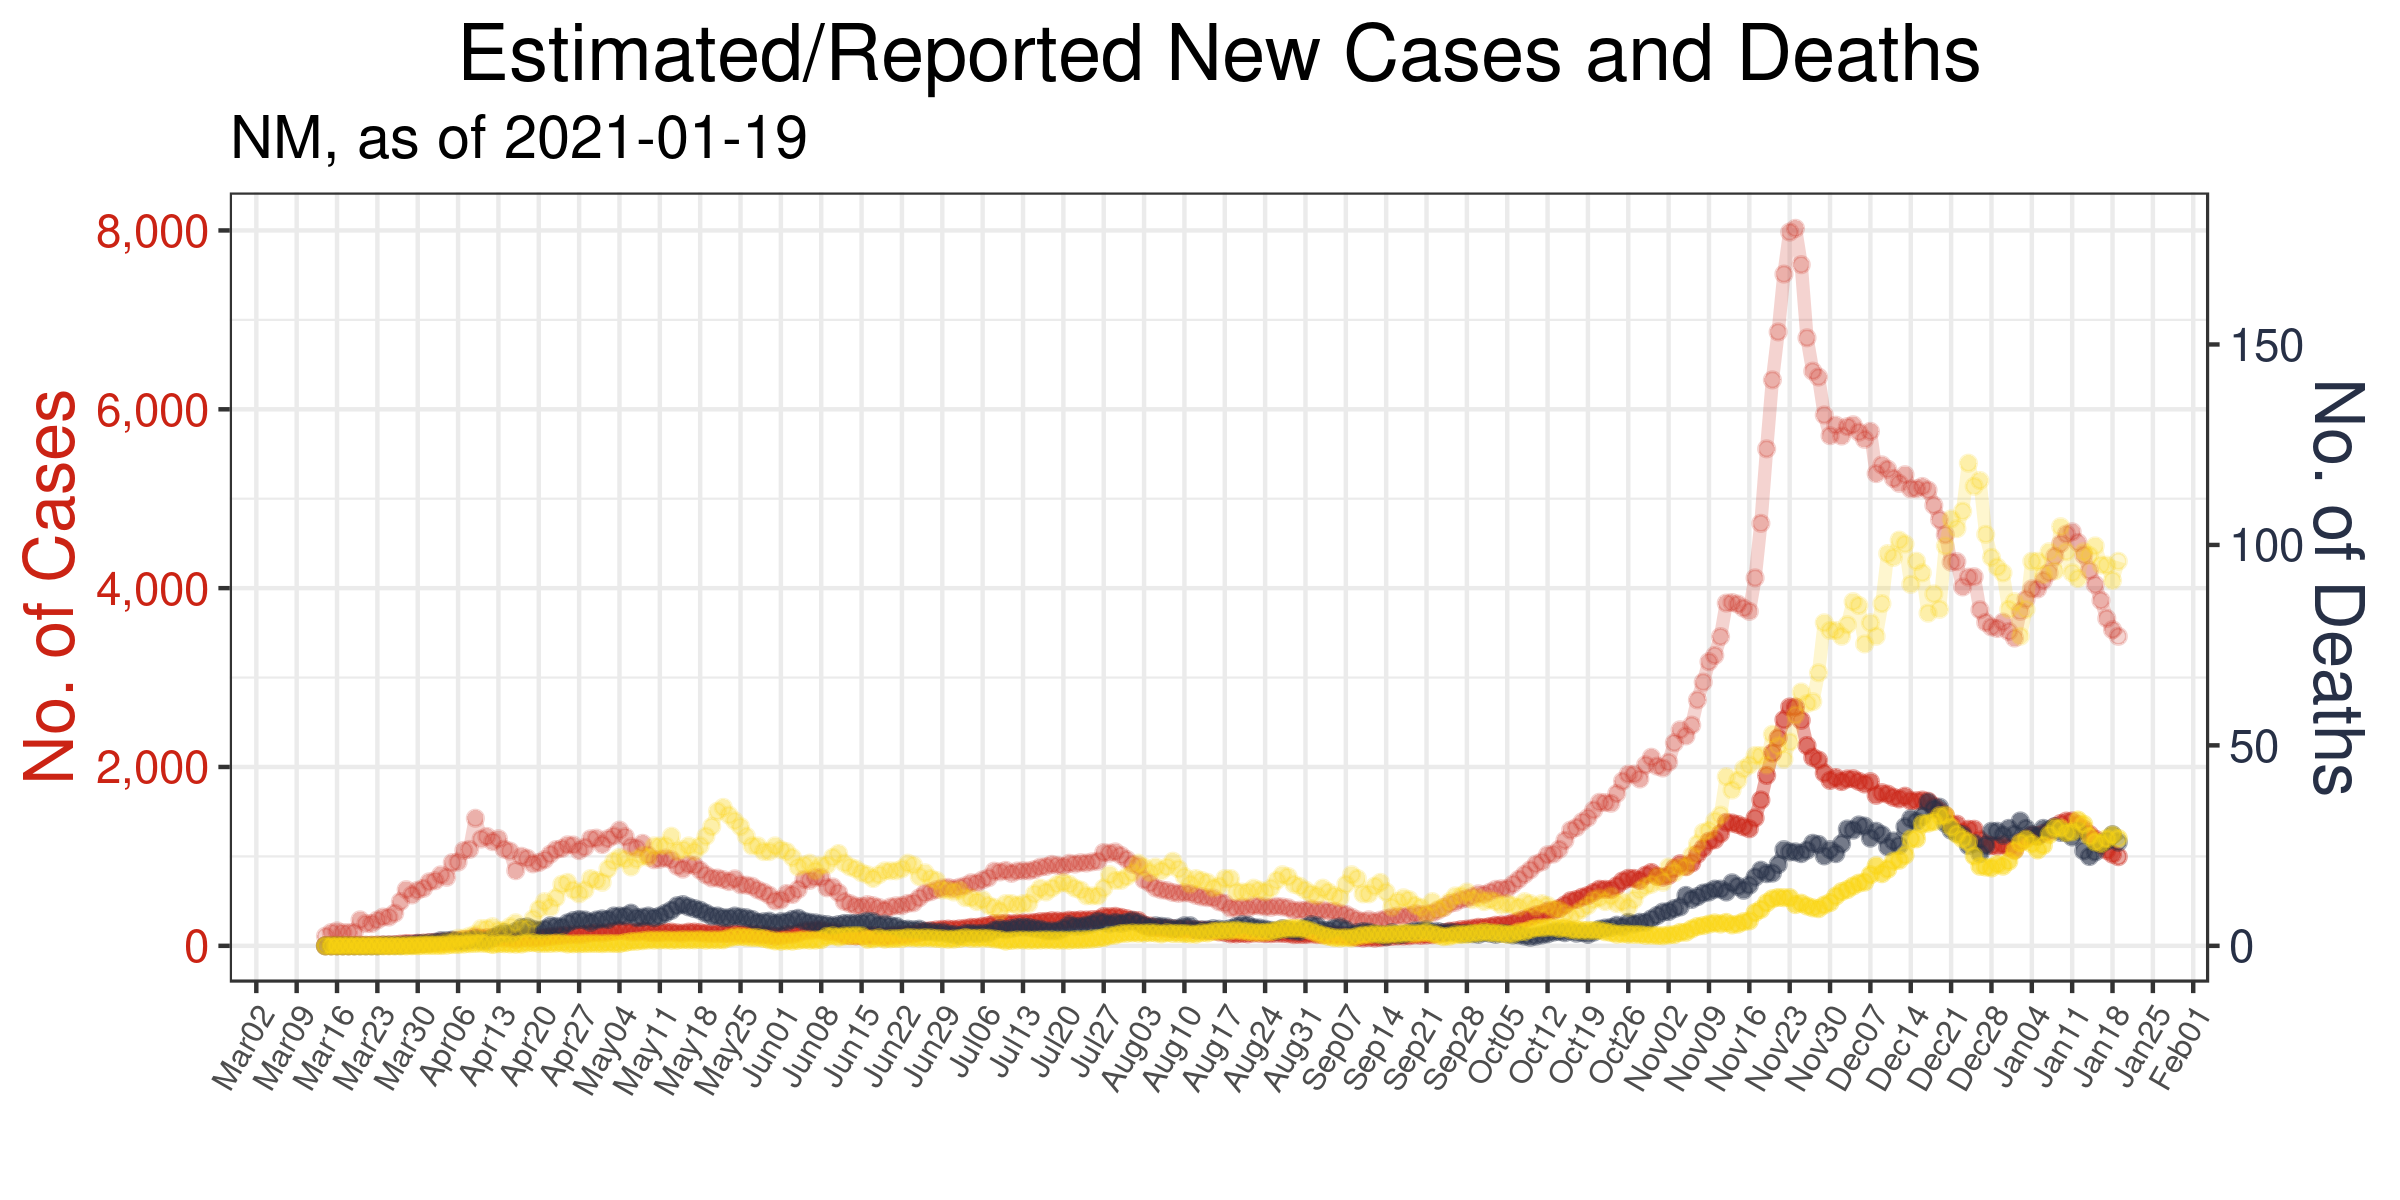 Estimated/Reported New Cases and Deaths
NM, as of 2021-01-19
No. of Cases
8,000
6,000
4,000
2,000
0
150
100
50
0
No. of Deaths
Mar02
Mar09
Mar16
Mar23
Mar30
Apr06
Apr13
Apr20
Apr27
May04
May11
May18
May25
Jun01
Jun08
Jun15
Jun22
Jun29
Jul06
Jul13
Jul20
Jul27
Aug03
Aug10
Aug17
Aug24
Aug31
Sep07
Sep14
Sep21
Sep28
Oct05
Oct12
Oct19
Oct26
Nov02
Nov09
Nov16
Nov23
Nov30
Dec07
Dec14
Dec21
Dec28
Jan04
Jan11
Jan18
Jan25
Feb01